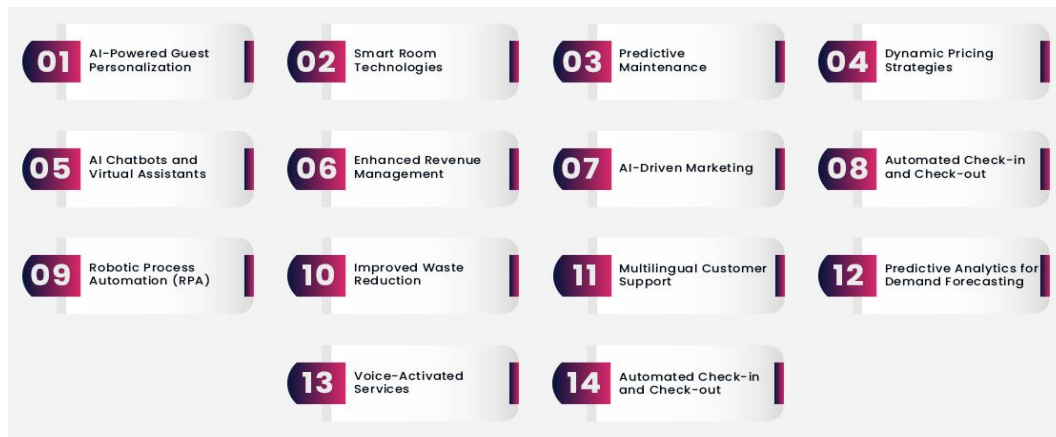 01
AI-Powered Guest
Personalization
02
Smart Room
Technologies
03
Predictive
Maintenance
04
Dynamic Pricing
Strategies
05
AI Chatbots and
Virtual Assistants
06
Enhanced Revenue
Management
07
AI-Driven Marketing
08
Automated Check-in
and Check-out
09
Robotic Process
Automation (RPA)
10
Improved Waste
Reduction
11
Multilingual Customer
Support
12
Predictive Analytics for
Demand Forecasting
13
Voice-Activated
Services
14
Automated Check-in
and Check-out